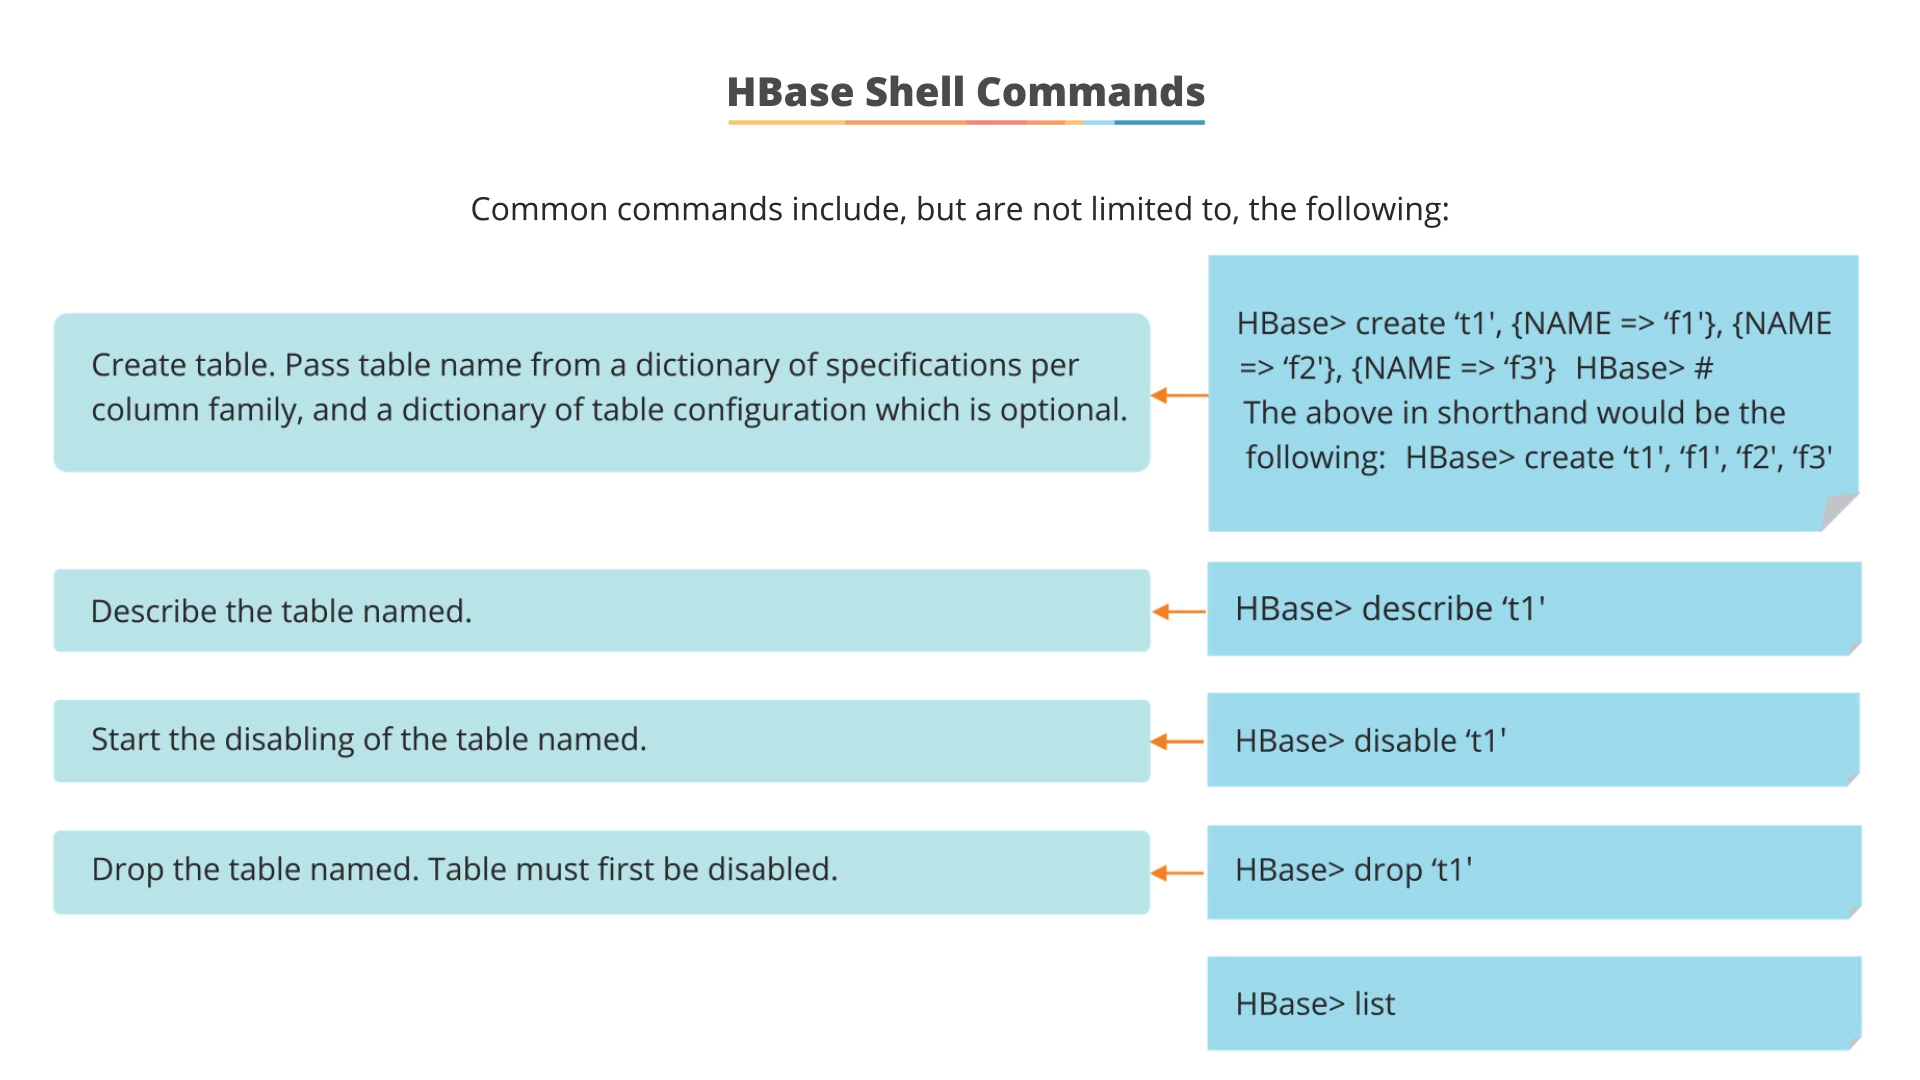 HBase Shell Commands
Common commands include, but are not limited to, the following:
Create table. Pass table name from a dictionary of specifications per
column family, and a dictionary of table configuration which is optional.
HBase> create ‘t1', {NAME => ‘f1'}, {NAME
=> ‘f2'}, {NAME => ‘f3'} HBase> #
The above in shorthand would be the
following: HBase> create ‘t1', ‘f1', ‘f2', ‘f3'
Describe the table named.
HBase> describe ‘t1'
Start the disabling of the table named.
HBase> disable ‘t1'
Drop the table named. Table must first be disabled.
HBase> drop ‘t1'
HBase> list